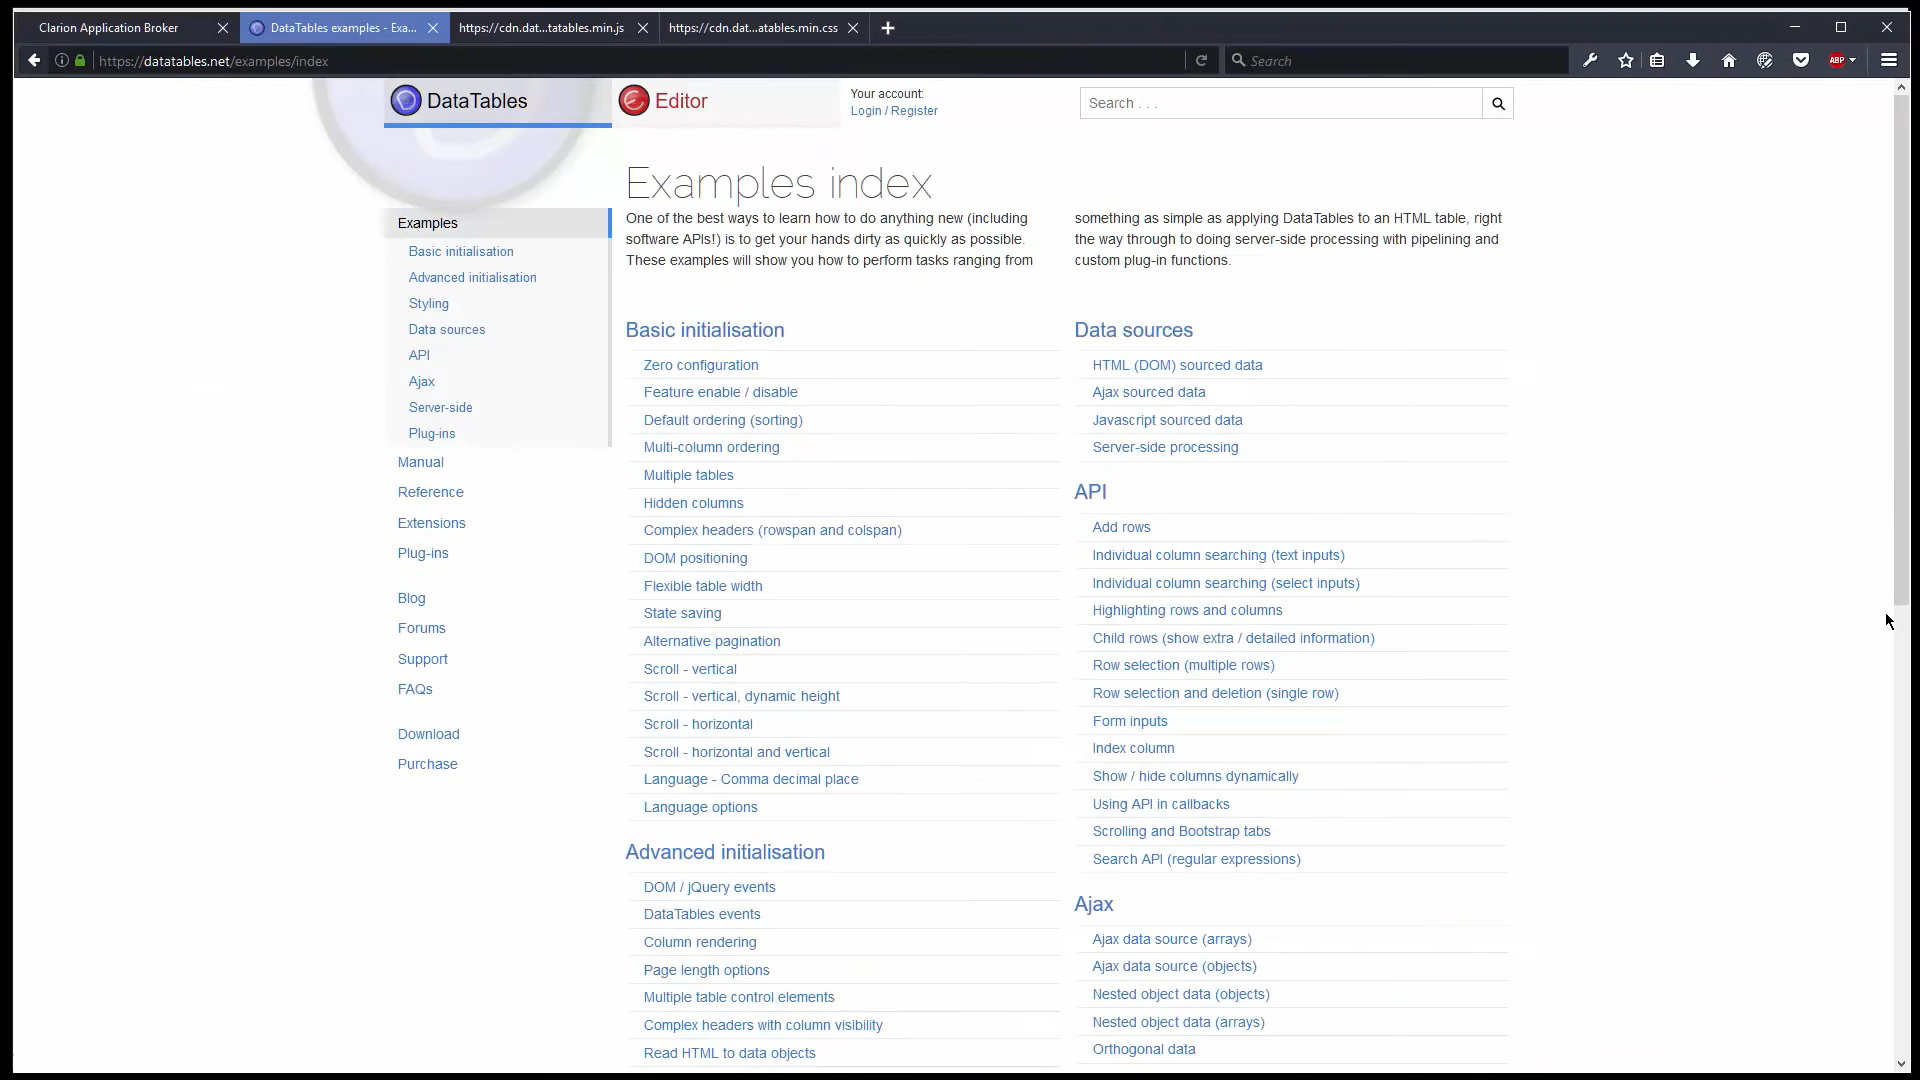 Clarion Application Broker
DataTables examples - Exa...
https://cdn.dat...tatables.min.js
https://cdn.dat...atables.min.css
https://datatables.net/examples/index
Search
ABP
DataTables
Editor
Your account:
Login / Register
Search . . .
Examples index
One of the best ways to learn how to do anything new (including
software APIs!) is to get your hands dirty as quickly as possible.
These examples will show you how to perform tasks ranging from
something as simple as applying DataTables to an HTML table, right
the way through to doing server-side processing with pipelining and
custom plug-in functions.
Examples
Basic initialisation
Advanced initialisation
Styling
Data sources
API
Ajax
Server-side
Plug-ins
Manual
Reference
Extensions
Plug-ins
Blog
Forums
Support
FAQs
Download
Purchase
Basic initialisation
Zero configuration
Feature enable / disable
Default ordering (sorting)
Multi-column ordering
Multiple tables
Hidden columns
Complex headers (rowspan and colspan)
DOM positioning
Flexible table width
State saving
Alternative pagination
Scroll - vertical
Scroll - vertical, dynamic height
Scroll - horizontal
Scroll - horizontal and vertical
Language - Comma decimal place
Language options
Advanced initialisation
DOM / jQuery events
DataTables events
Column rendering
Page length options
Multiple table control elements
Complex headers with column visibility
Read HTML to data objects
Data sources
HTML (DOM) sourced data
Ajax sourced data
Javascript sourced data
Server-side processing
API
Add rows
Individual column searching (text inputs)
Individual column searching (select inputs)
Highlighting rows and columns
Child rows (show extra / detailed information)
Row selection (multiple rows)
Row selection and deletion (single row)
Form inputs
Index column
Show / hide columns dynamically
Using API in callbacks
Scrolling and Bootstrap tabs
Search API (regular expressions)
Ajax
Ajax data source (arrays)
Ajax data source (objects)
Nested object data (objects)
Nested object data (arrays)
Orthogonal data